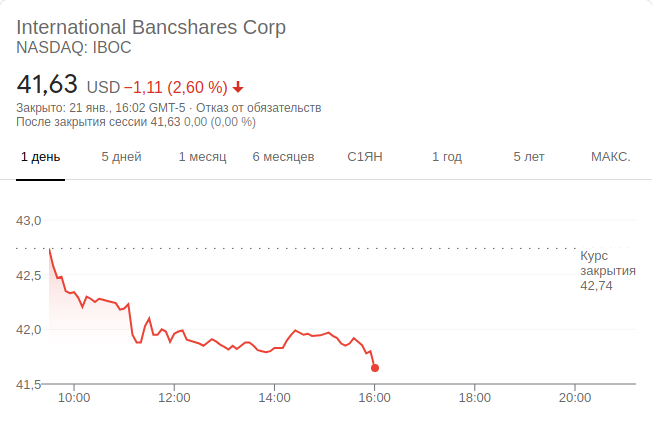 International Bancshares Corp
NASDAQ: IBOC
41,63 USD −1,11 (2,60 %)
Закрыто: 21 янв., 16:02 GMT-5 · Отказ от обязательств
После закрытия сессии 41,63 0,00 (0,00 %)
1 день 5 дней 1 месяц 6 месяцев С1ЯН 1 год 5 лет МАКС.
43,0
Курс
закрытия
42,74
42,5
42,0
41,5
10:00 12:00 14:00 16:00 18:00 20:00